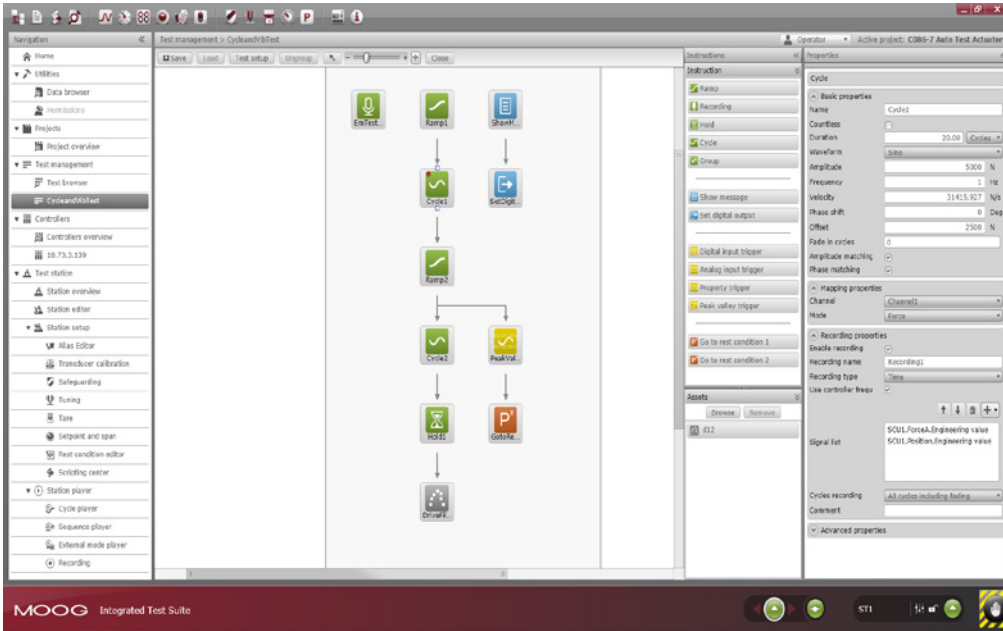 Navigation
Test management > CycleandVibTest
Operator
Active project: C086-7 Auto Test Actuator
Home
Utilities
Data browser
Permissions
Projects
Project overview
Test management
Test browser
CycleandVibTest
Controllers
Controllers overview
10.73.3.139
Test station
Station overview
Station editor
Station setup
Alias Editor
Transducer calibration
Safeguarding
Tuning
Tare
Setpoint and span
Rest condition editor
Scripting center
Station player
Cycle player
Sequence player
External mode player
Recording
Save
Load
Test setup
Ungroup
Close
EmTest...
Ramp1
ShowM...
Cycle1
SetDigit...
Ramp2
Cycle2
PeakVal...
Hold1
GotoRe...
DriveFi...
Instructions
Instruction
Ramp
Recording
Hold
Cycle
Group
Show message
Set digital output
Digital input trigger
Analog input trigger
Property trigger
Peak valley trigger
Go to rest condition 1
Go to rest condition 2
Assets
Browse
Remove
d12
Properties
Cycle
Basic properties
Name Cycle1
Countless
Duration 20.00 Cycles
Waveform Sine
Amplitude 5000 N
Frequency 1 Hz
Velocity 31415.927 N/s
Phase shift 0 Deg
Offset 2500 N
Fade in cycles 0
Amplitude matching
Phase matching
Mapping properties
Channel Channel1
Mode Force
Recording properties
Enable recording
Recording name Recording1
Recording type Time
Use controller frequ
Signal list
SCU1.ForceA.Engineering value
SCU1.Position.Engineering value
Cycles recording All cycles including fading
Comment
Advanced properties
MOOG Integrated Test Suite
ST1